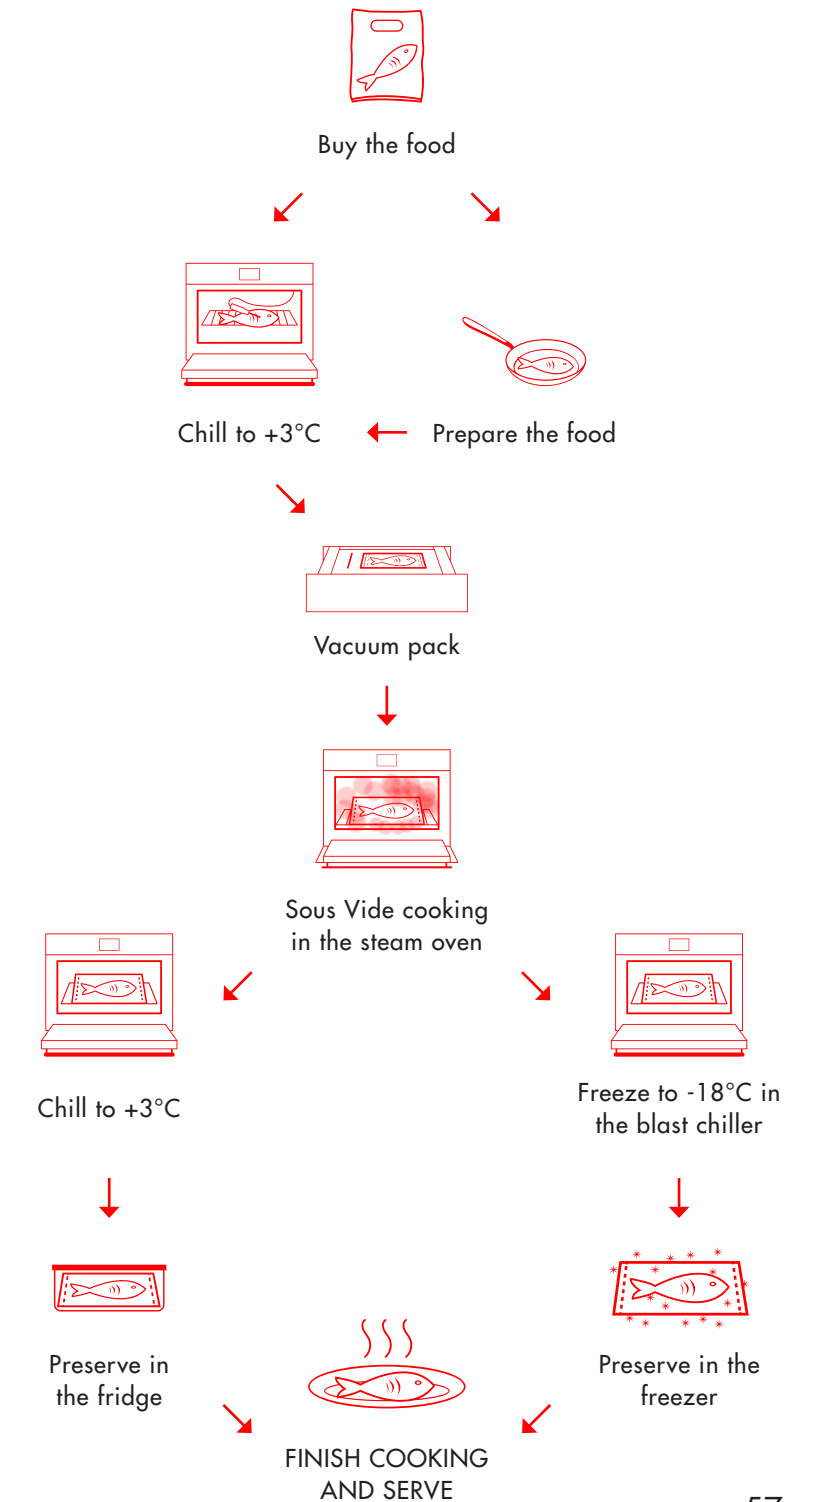 Buy the food
Chill to +3°C
Prepare the food
Vacuum pack
Sous Vide cooking
in the steam oven
Chill to +3°C
Freeze to -18°C in
the blast chiller
Preserve in
the fridge
Preserve in the
freezer
FINISH COOKING
AND SERVE
57